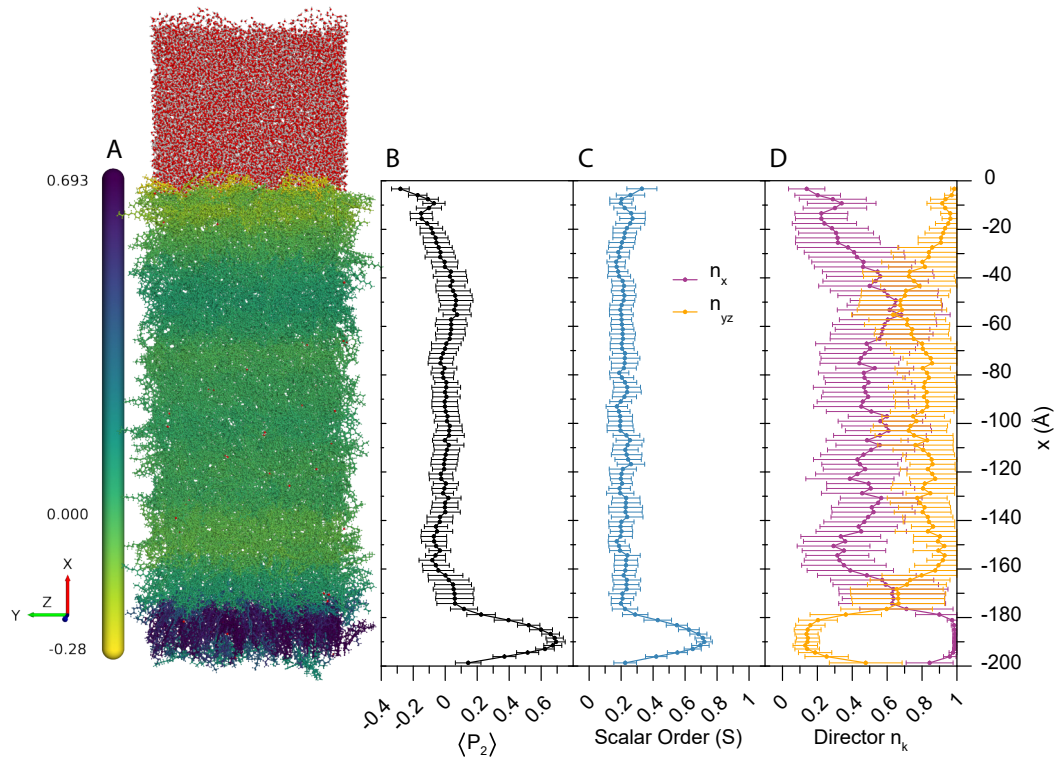 A
B
C
D
0.693
0.000
-0.28
X
Z
Y
n_x
n_yz
0
-20
-40
-60
-80
-100
-120
-140
-160
-180
-200
x (Å)
-0.4
-0.2
0
0.2
0.4
0.6
0
0.2
0.4
0.6
0.8
1
0
0.2
0.4
0.6
0.8
1
⟨P_2⟩
Scalar Order (S)
Director n_k